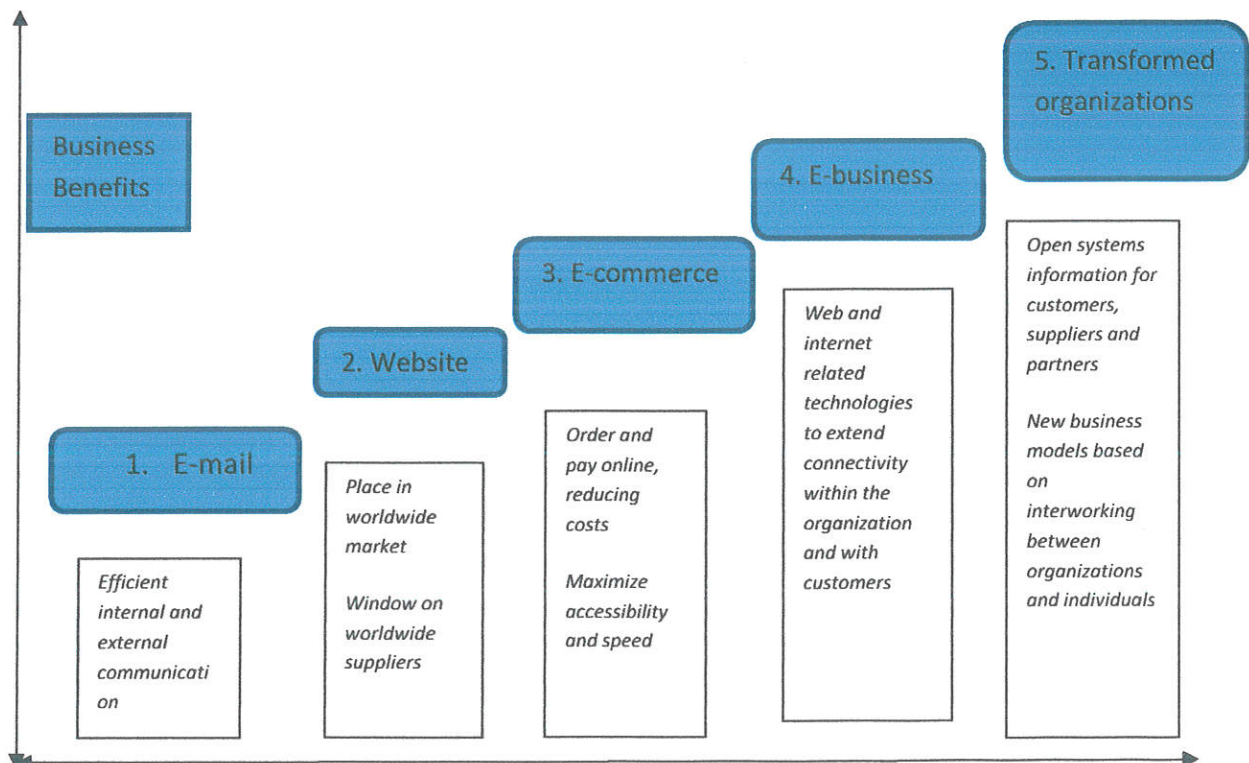 Business
Benefits
1. E-mail
Efficient
internal and
external
communicati
on
2. Website
Place in
worldwide
market
Window on
worldwide
suppliers
3. E-commerce
Order and
pay online,
reducing
costs
Maximize
accessibility
and speed
4. E-business
Web and
internet
related
technologies
to extend
connectivity
within the
organization
and with
customers
5. Transformed
organizations
Open systems
information for
customers,
suppliers and
partners
New business
models based
on
interworking
between
organizations
and individuals